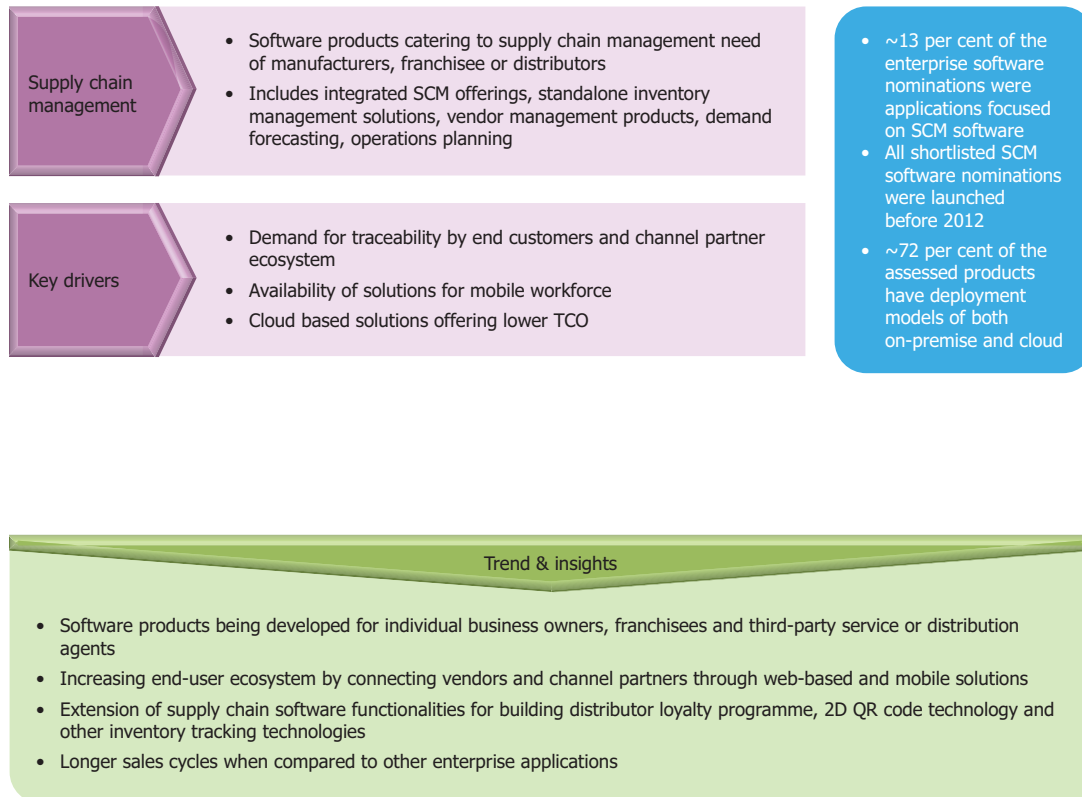 Supply chain
management
• Software products catering to supply chain management need
of manufacturers, franchisee or distributors
• Includes integrated SCM offerings, standalone inventory
management solutions, vendor management products, demand
forecasting, operations planning
Key drivers
• Demand for traceability by end customers and channel partner
ecosystem
• Availability of solutions for mobile workforce
• Cloud based solutions offering lower TCO
• ~13 per cent of the
enterprise software
nominations were
applications focused
on SCM software
• All shortlisted SCM
software nominations
were launched
before 2012
• ~72 per cent of the
assessed products
have deployment
models of both
on-premise and cloud
Trend & insights
• Software products being developed for individual business owners, franchisees and third-party service or distribution
agents
• Increasing end-user ecosystem by connecting vendors and channel partners through web-based and mobile solutions
• Extension of supply chain software functionalities for building distributor loyalty programme, 2D QR code technology and
other inventory tracking technologies
• Longer sales cycles when compared to other enterprise applications